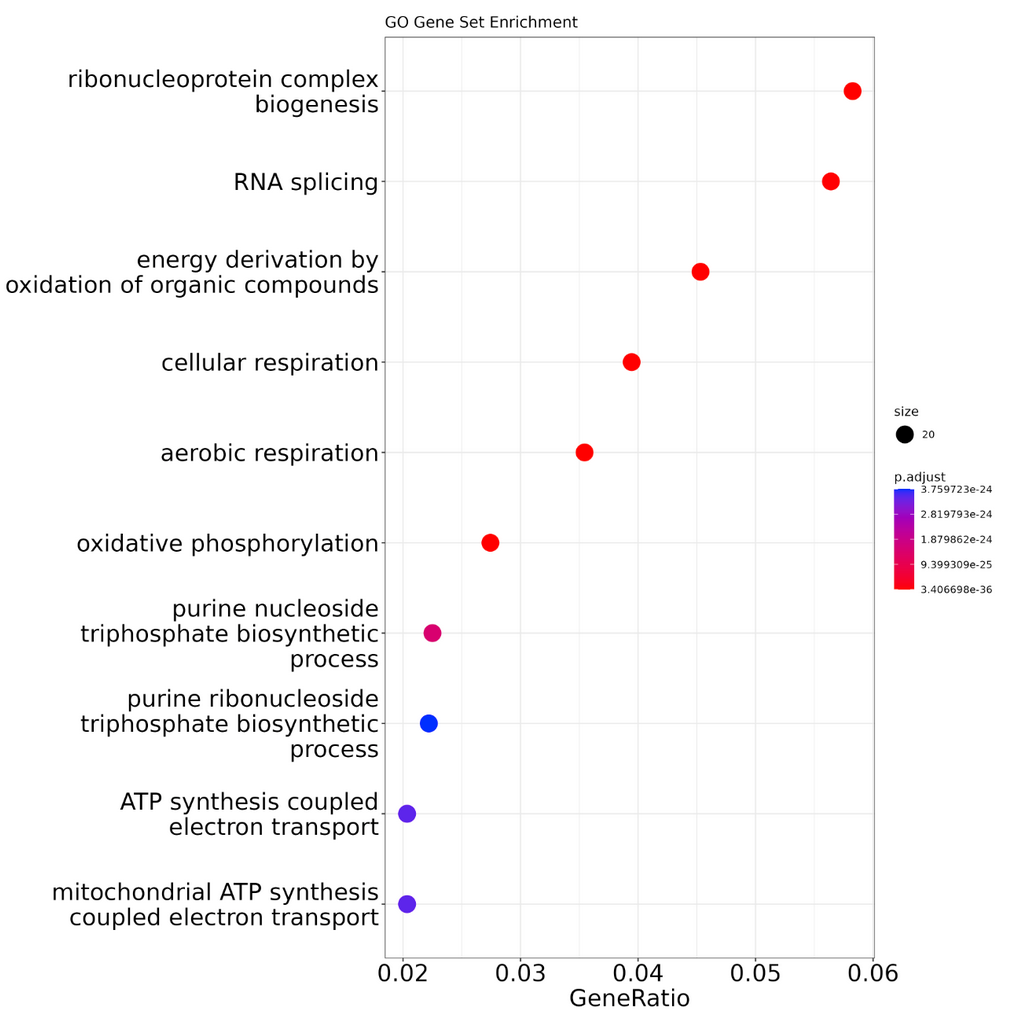 GO Gene Set Enrichment
ribonucleoprotein complex
biogenesis
RNA splicing
energy derivation by
oxidation of organic compounds
cellular respiration
aerobic respiration
oxidative phosphorylation
purine nucleoside
triphosphate biosynthetic
process
purine ribonucleoside
triphosphate biosynthetic
process
ATP synthesis coupled
electron transport
mitochondrial ATP synthesis
coupled electron transport
0.02 0.03 0.04 0.05 0.06
GeneRatio
size
20
p.adjust
3.759723e-24
2.819793e-24
1.879862e-24
9.399309e-25
3.406698e-36